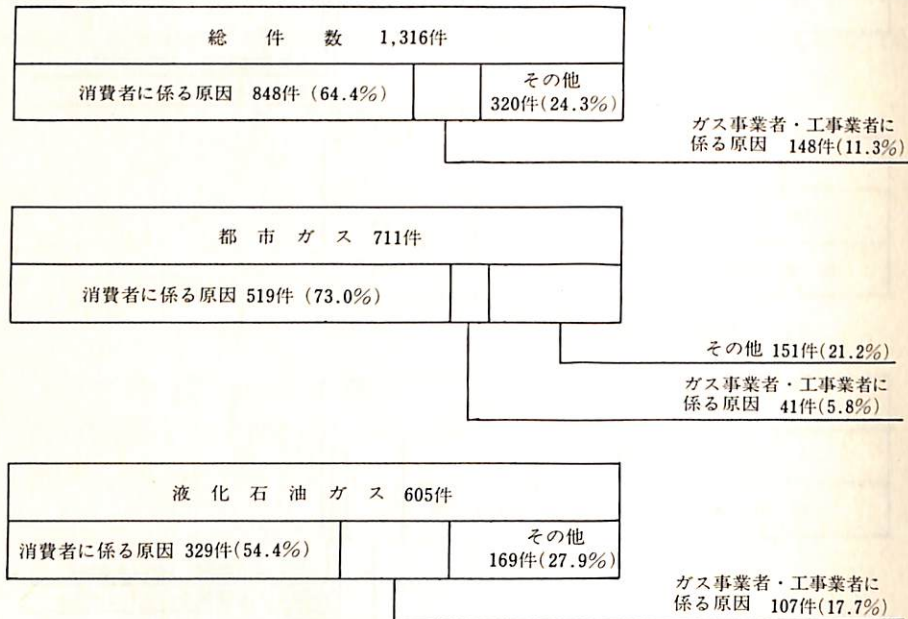 総件数 1,316件
消費者に係る原因 848件 (64.4%)
その他
320件(24.3%)
ガス事業者・工事業者に
係る原因 148件(11.3%)
都市ガス 711件
消費者に係る原因 519件 (73.0%)
その他 151件(21.2%)
ガス事業者・工事業者に
係る原因 41件(5.8%)
液化石油ガス 605件
消費者に係る原因 329件(54.4%)
その他
169件(27.9%)
ガス事業者・工事業者に
係る原因 107件(17.7%)